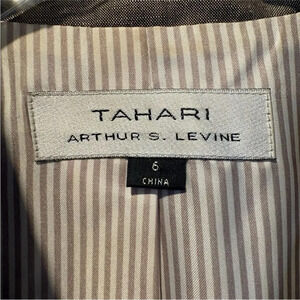 TAHARI
ARTHUR S. LEVINE
6
CHINA